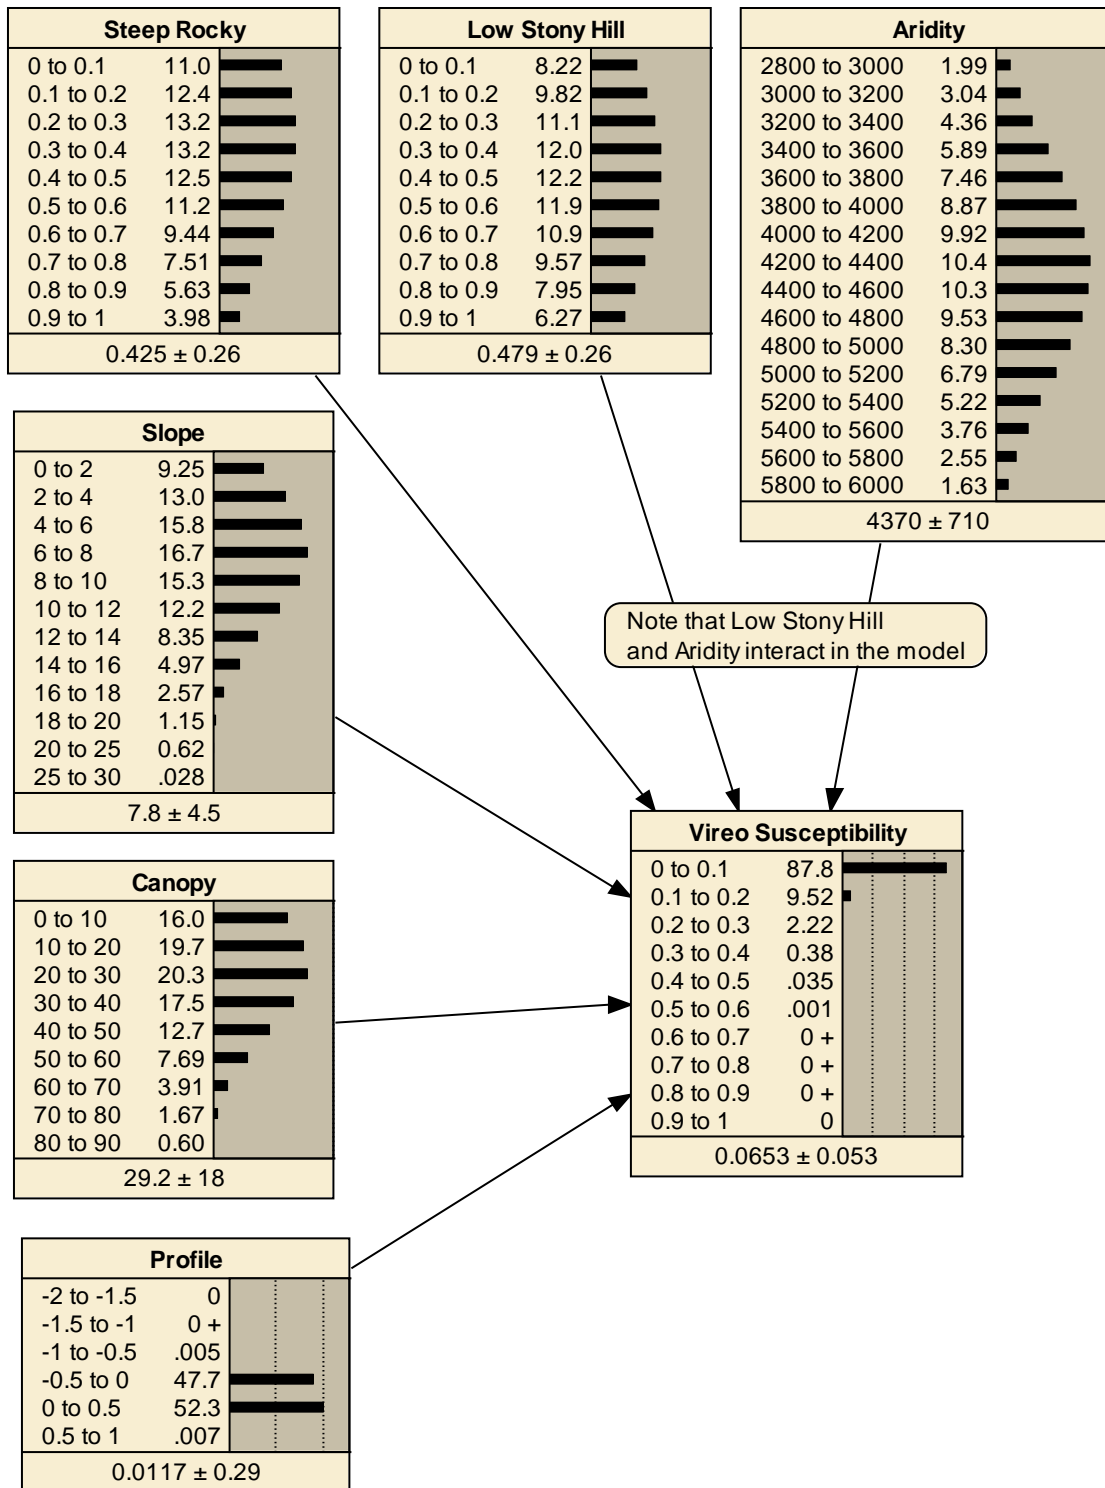 Steep Rocky
0 to 0.1 11.0
0.1 to 0.2 12.4
0.2 to 0.3 13.2
0.3 to 0.4 13.2
0.4 to 0.5 12.5
0.5 to 0.6 11.2
0.6 to 0.7 9.44
0.7 to 0.8 7.51
0.8 to 0.9 5.63
0.9 to 1 3.98
0.425 ± 0.26
Low Stony Hill
0 to 0.1 8.22
0.1 to 0.2 9.82
0.2 to 0.3 11.1
0.3 to 0.4 12.0
0.4 to 0.5 12.2
0.5 to 0.6 11.9
0.6 to 0.7 10.9
0.7 to 0.8 9.57
0.8 to 0.9 7.95
0.9 to 1 6.27
0.479 ± 0.26
Aridity
2800 to 3000 1.99
3000 to 3200 3.04
3200 to 3400 4.36
3400 to 3600 5.89
3600 to 3800 7.46
3800 to 4000 8.87
4000 to 4200 9.92
4200 to 4400 10.4
4400 to 4600 10.3
4600 to 4800 9.53
4800 to 5000 8.30
5000 to 5200 6.79
5200 to 5400 5.22
5400 to 5600 3.76
5600 to 5800 2.55
5800 to 6000 1.63
4370 ± 710
Slope
0 to 2 9.25
2 to 4 13.0
4 to 6 15.8
6 to 8 16.7
8 to 10 15.3
10 to 12 12.2
12 to 14 8.35
14 to 16 4.97
16 to 18 2.57
18 to 20 1.15
20 to 25 0.62
25 to 30 .028
7.8 ± 4.5
Note that Low Stony Hill
and Aridity interact in the model
Canopy
0 to 10 16.0
10 to 20 19.7
20 to 30 20.3
30 to 40 17.5
40 to 50 12.7
50 to 60 7.69
60 to 70 3.91
70 to 80 1.67
80 to 90 0.60
29.2 ± 18
Vireo Susceptibility
0 to 0.1 87.8
0.1 to 0.2 9.52
0.2 to 0.3 2.22
0.3 to 0.4 0.38
0.4 to 0.5 .035
0.5 to 0.6 .001
0.6 to 0.7 0 +
0.7 to 0.8 0 +
0.8 to 0.9 0 +
0.9 to 1 0
0.0653 ± 0.053
Profile
-2 to -1.5 0
-1.5 to -1 0 +
-1 to -0.5 .005
-0.5 to 0 47.7
0 to 0.5 52.3
0.5 to 1 .007
0.0117 ± 0.29